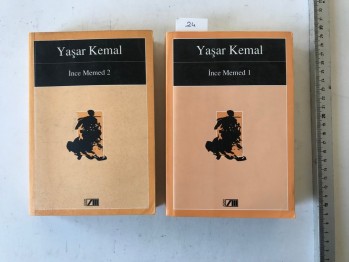 24
Yaşar Kemal
İnce Memed 2
Yaşar Kemal
İnce Memed 1